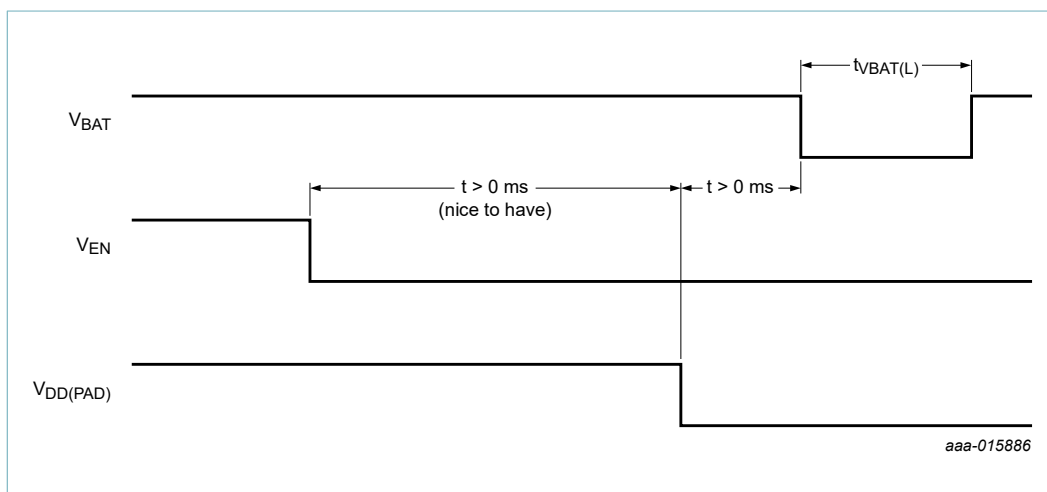 tVBAT(L)
VBAT
t > 0 ms
(nice to have)
t > 0 ms
VEN
VDD(PAD)
aaa-015886